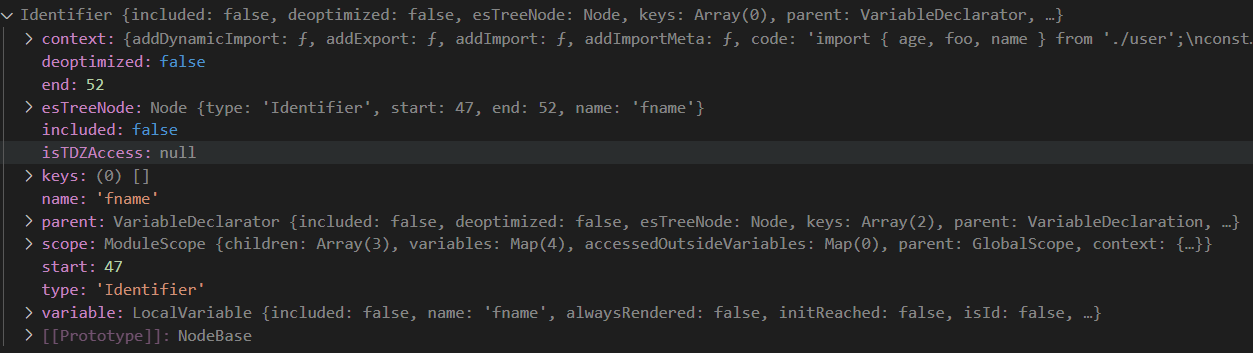 Identifier {included: false, deoptimized: false, esTreeNode: Node, keys: Array(0), parent: VariableDeclarator, …}
context: {addDynamicImport: ƒ, addExport: ƒ, addImport: ƒ, addImportMeta: ƒ, code: 'import { age, foo, name } from './user';\nconst…
deoptimized: false
end: 52
esTreeNode: Node {type: 'Identifier', start: 47, end: 52, name: 'fname'}
included: false
isTDZAccess: null
keys: (0) []
name: 'fname'
parent: VariableDeclarator {included: false, deoptimized: false, esTreeNode: Node, keys: Array(2), parent: VariableDeclaration, …}
scope: ModuleScope {children: Array(3), variables: Map(4), accessedOutsideVariables: Map(0), parent: GlobalScope, context: {…}}
start: 47
type: 'Identifier'
variable: LocalVariable {included: false, name: 'fname', alwaysRendered: false, initReached: false, isId: false, …}
[[Prototype]]: NodeBase